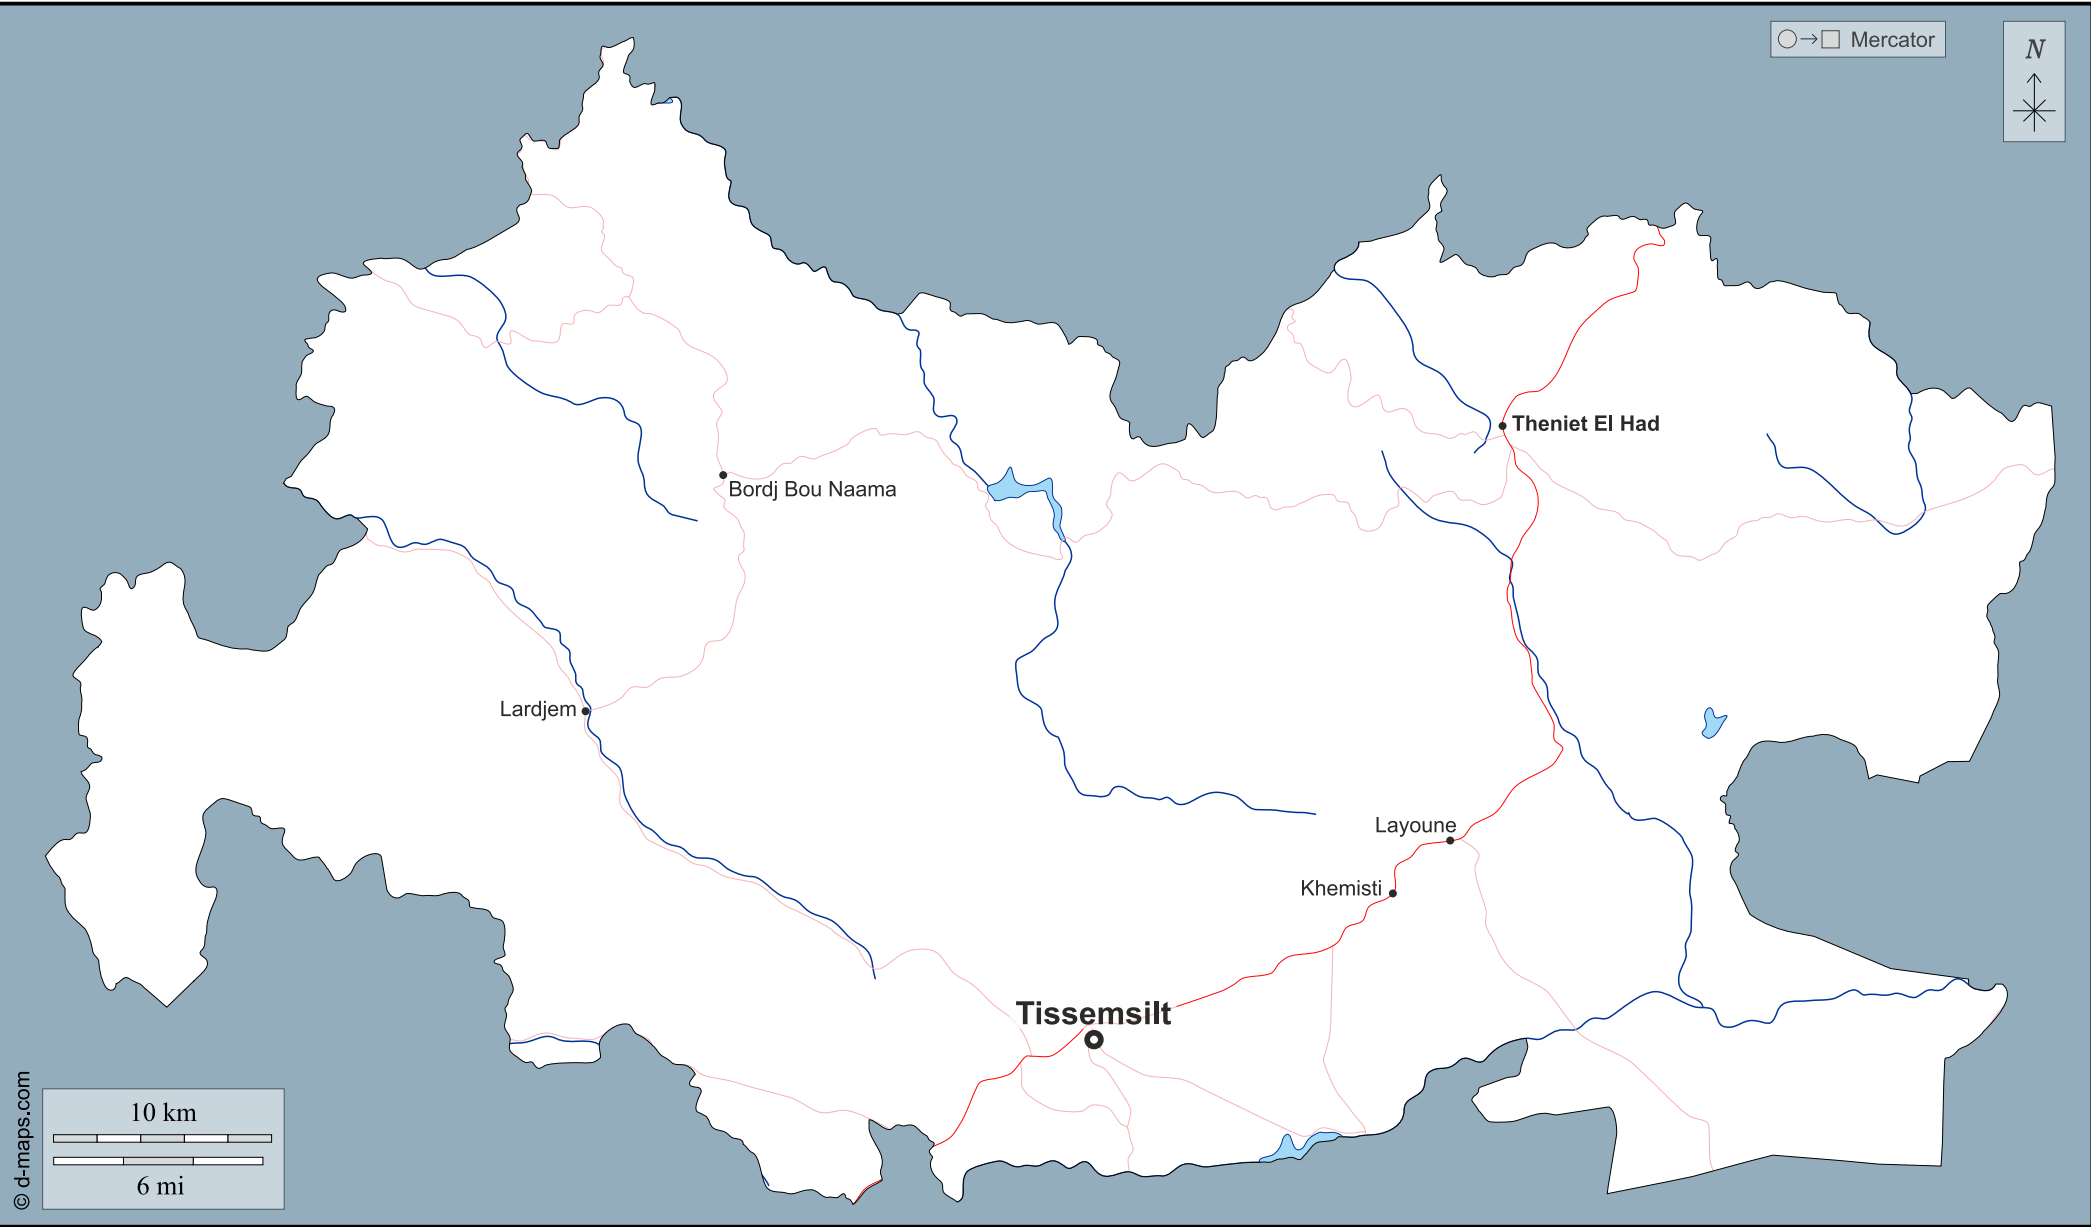 Mercator
N
Theniet El Had
Bordj Bou Naama
Lardjem
Layoune
Khemisti
Tissemsilt
10 km
6 mi
© d-maps.com